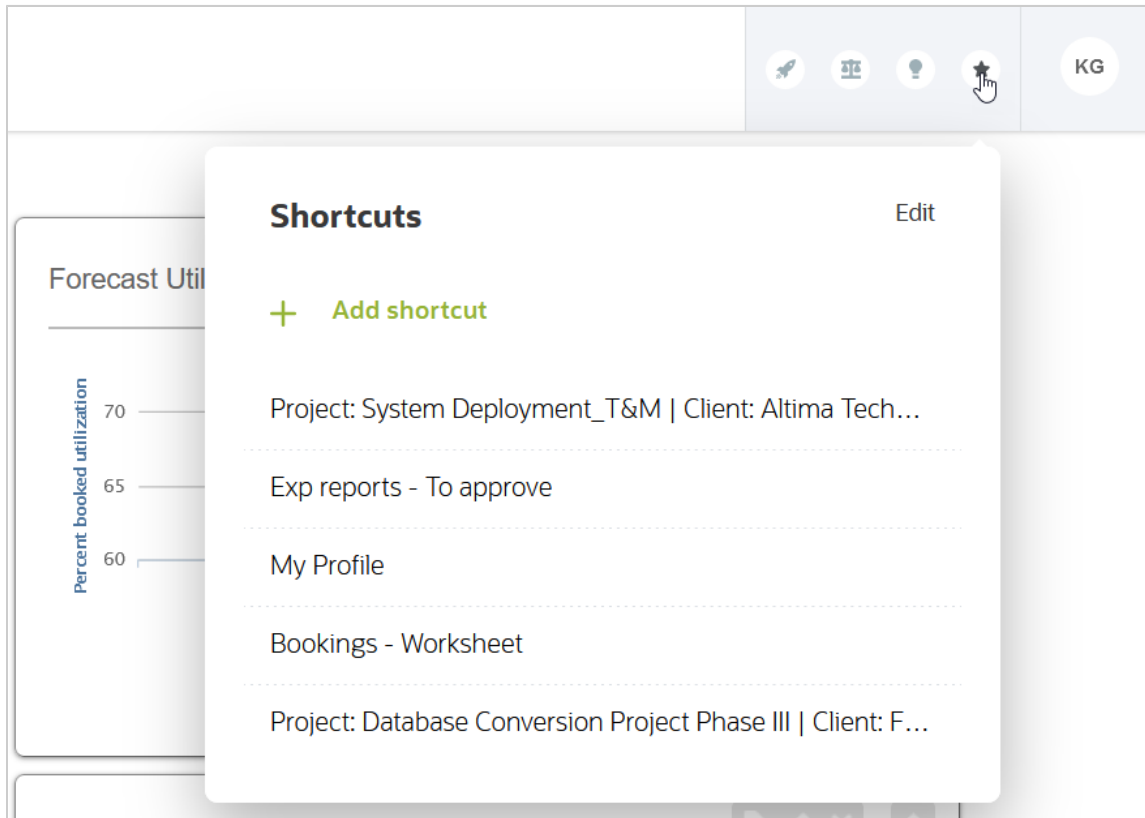 KG
Shortcuts
Edit
Add shortcut
Project: System Deployment_T&M | Client: Altima Tech...
Exp reports - To approve
My Profile
Bookings - Worksheet
Project: Database Conversion Project Phase III | Client: F...
Forecast Util
Percent booked utilization
70
65
60